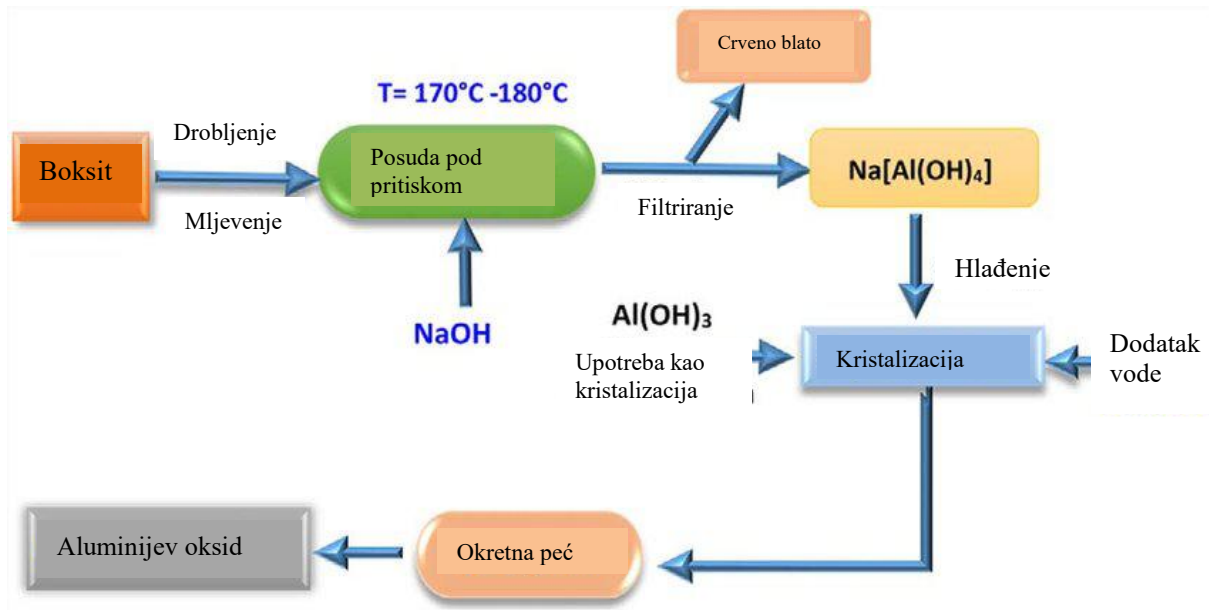 Crveno blato
T= 170°C -180°C
Drobljenje
Boksit
Posuda pod
pritiskom
Na[Al(OH)₄]
Mljevenje
Filtriranje
Hlađenje
NaOH
Al(OH)₃
Upotreba kao
kristalizacija
Kristalizacija
Dodatak
vode
Aluminijev oksid
Okretna peć